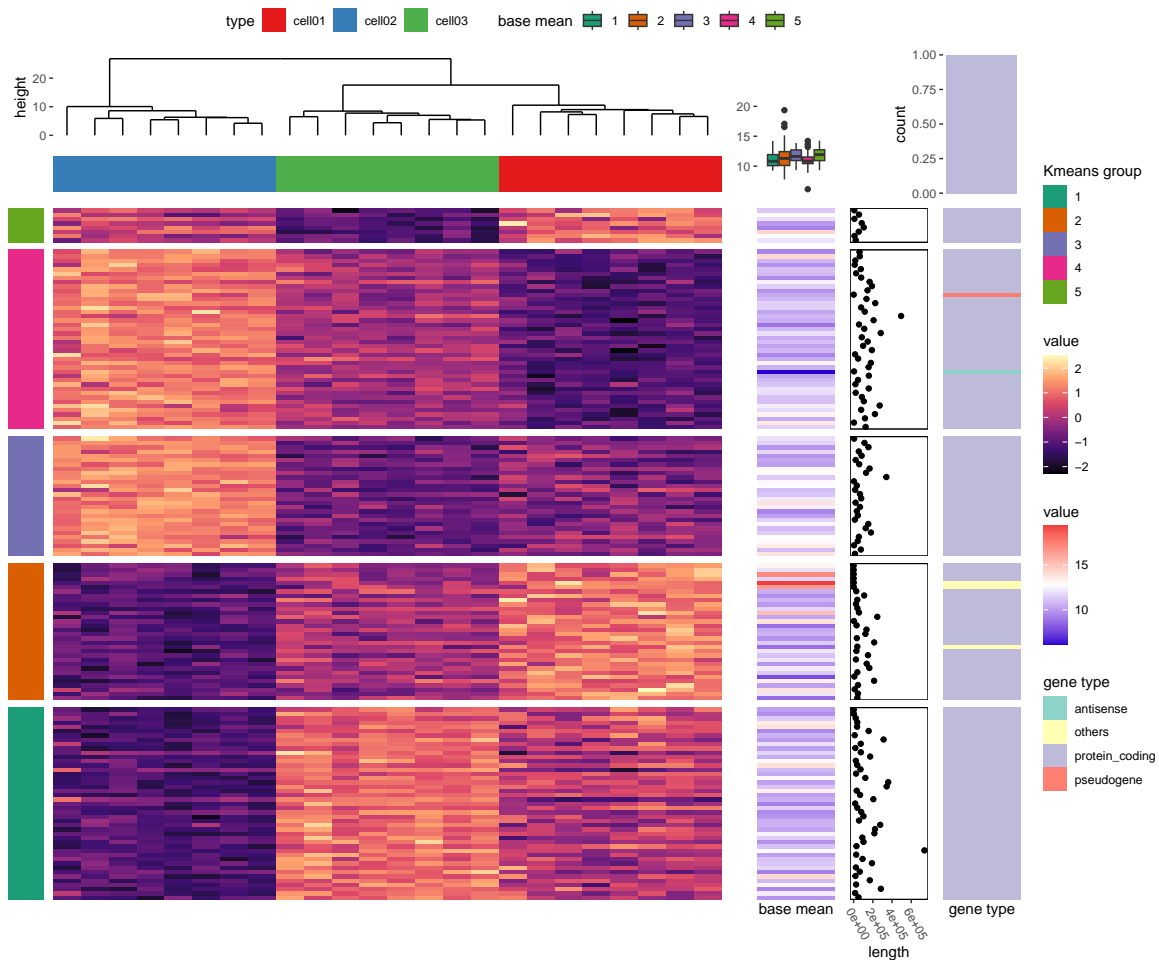 type cell01 cell02 cell03 base mean 1 2 3 4 5
height
20
10
0
20
15
10
count
1.00
0.75
0.50
0.25
0.00
Kmeans group
1
2
3
4
5
value
2
1
0
−1
−2
value
15
10
gene type
antisense
others
protein_coding
pseudogene
base mean
0e+00
2e+05
4e+05
6e+05
length
gene type